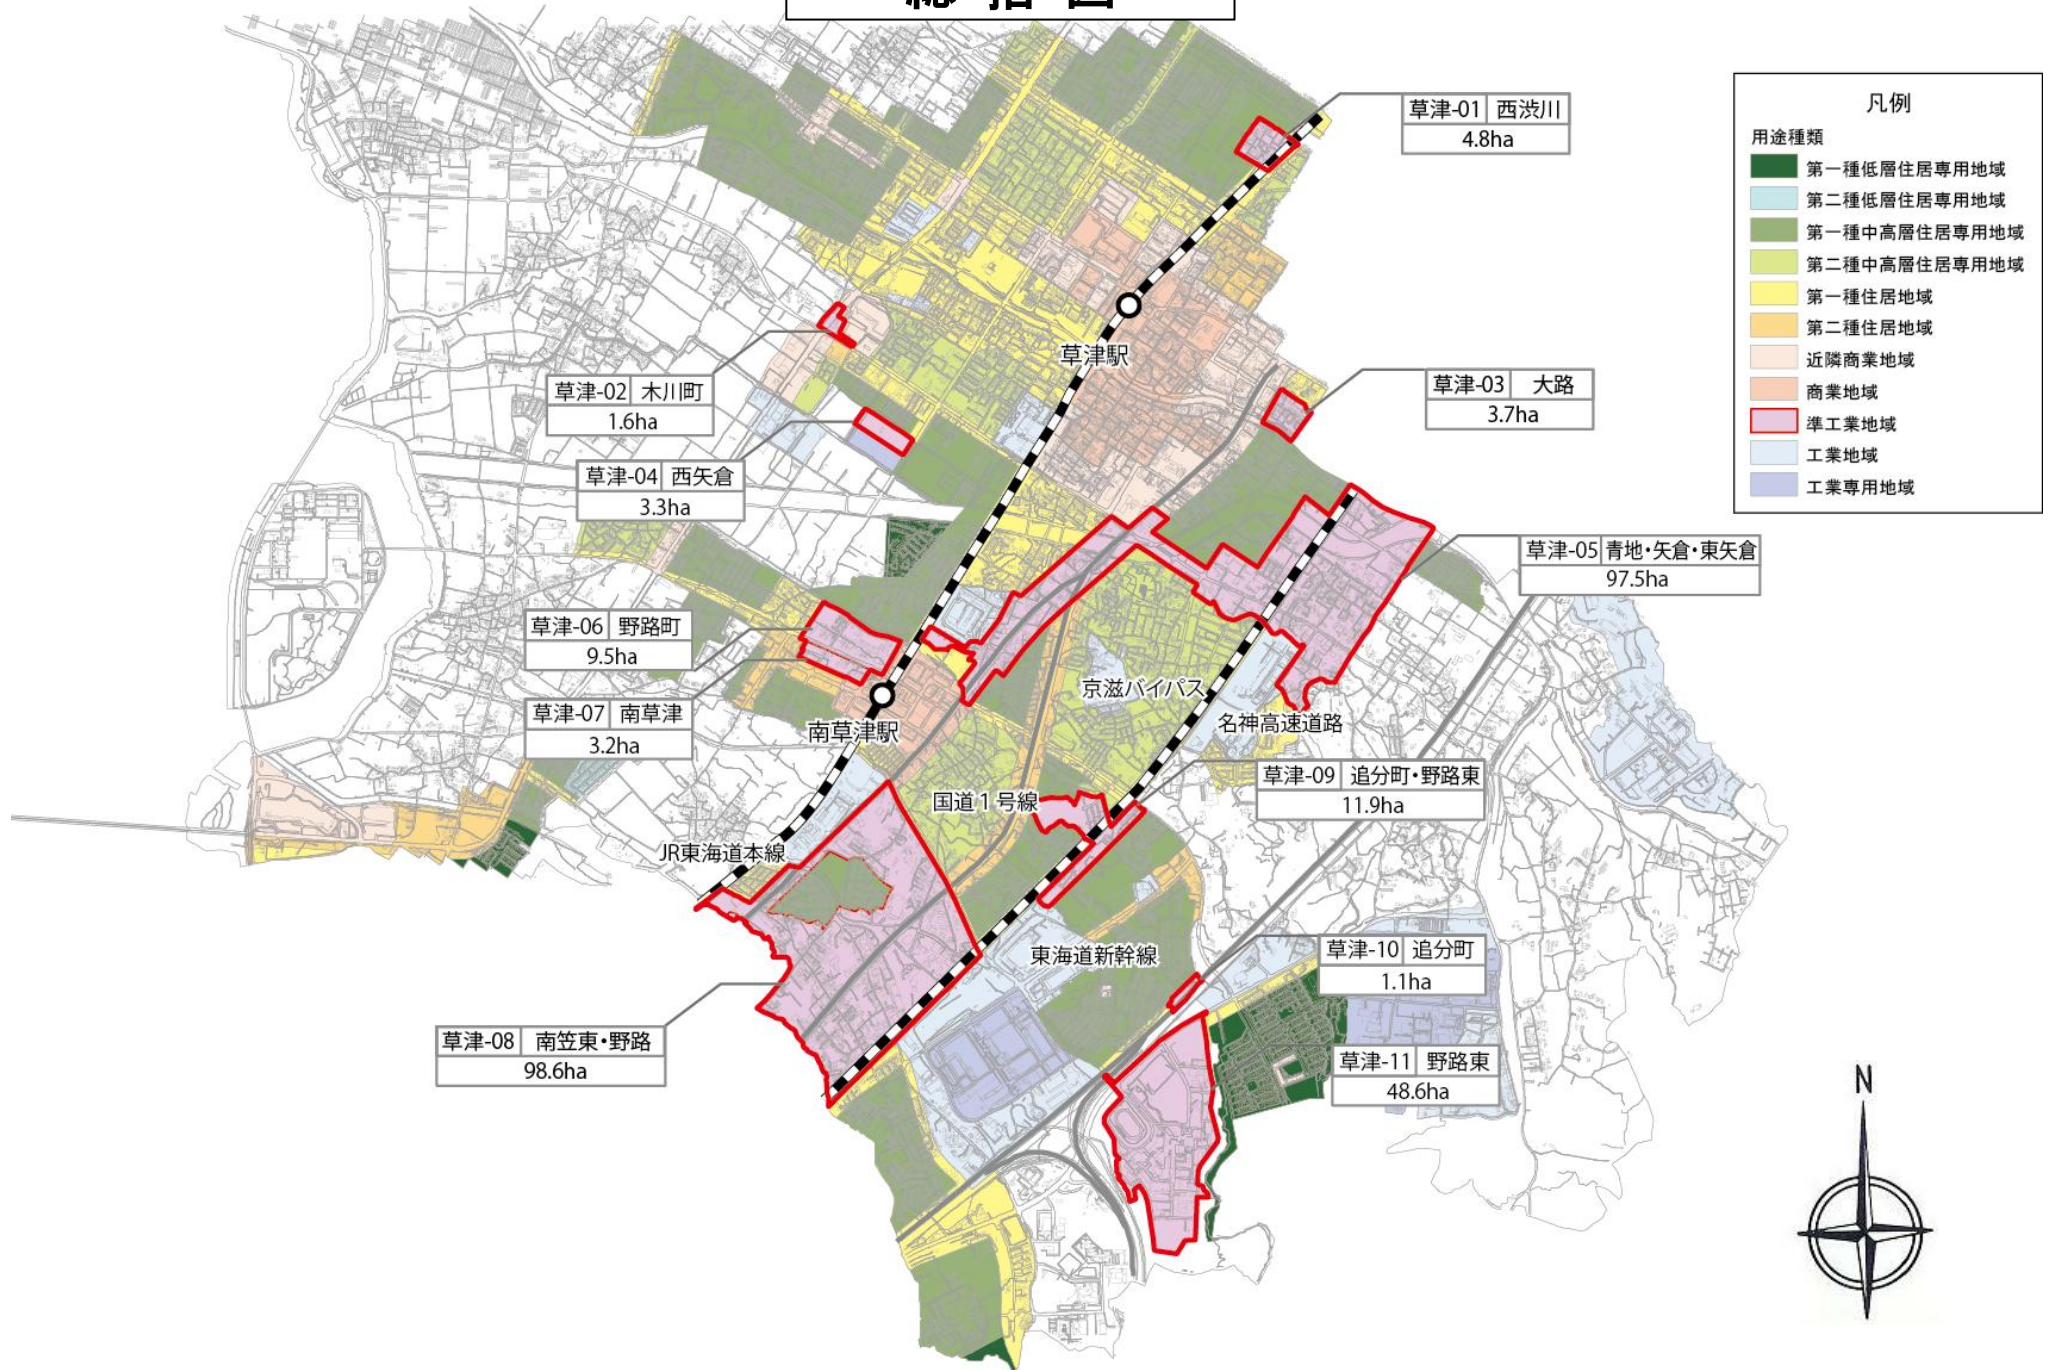 総括図
草津-01 西渋川
4.8ha
凡例
用途種類
第一種低層住居専用地域
第二種低層住居専用地域
第一種中高層住居専用地域
第二種中高層住居専用地域
第一種住居地域
第二種住居地域
近隣商業地域
商業地域
準工業地域
工業地域
工業専用地域
草津駅
草津-02 木川町
1.6ha
草津-03 大路
3.7ha
草津-04 西矢倉
3.3ha
草津-05 青地・矢倉・東矢倉
97.5ha
草津-06 野路町
9.5ha
草津-07 南草津
3.2ha
南草津駅
京滋バイパス
名神高速道路
草津-09 追分町・野路東
11.9ha
国道１号線
JR東海道本線
東海道新幹線
草津-10 追分町
1.1ha
草津-08 南笠東・野路
98.6ha
草津-11 野路東
48.6ha
N